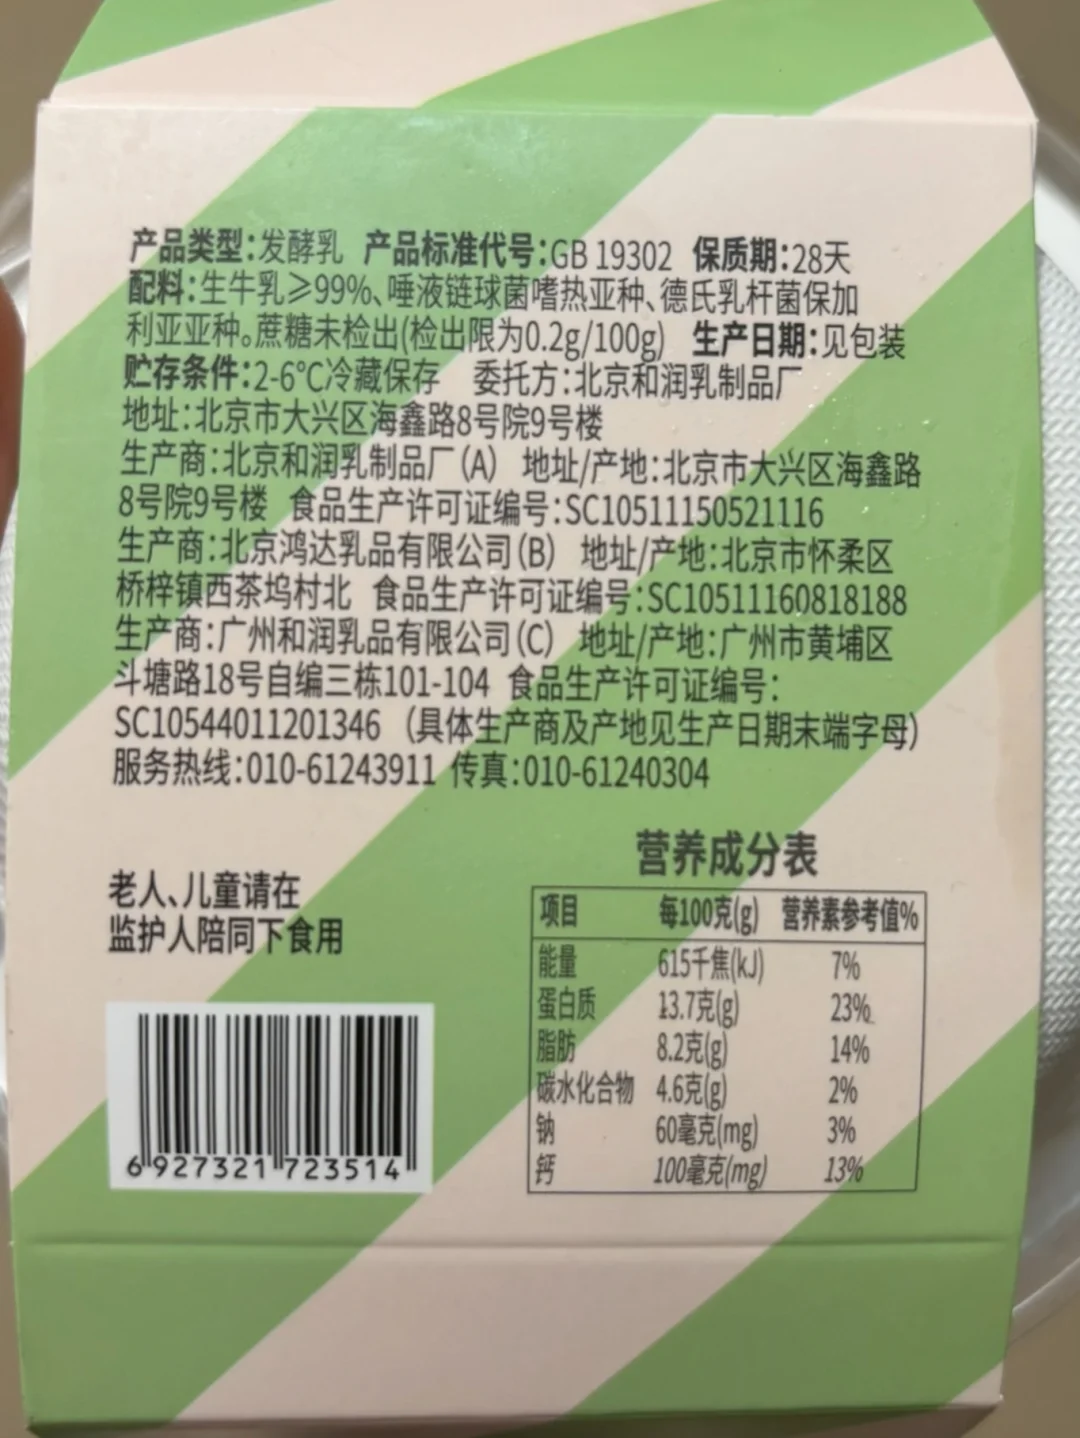 产品类型:发酵乳 产品标准代号:GB 19302 保质期:28天
配料:生牛乳≥99%、唾液链球菌嗜热亚种、德氏乳杆菌保加
利亚亚种。蔗糖未检出(检出限为0.2g/100g) 生产日期:见包装
贮存条件:2-6°C冷藏保存 委托方:北京和润乳制品厂
地址:北京市大兴区海鑫路8号院9号楼
生产商:北京和润乳制品厂(A) 地址/产地:北京市大兴区海鑫路
8号院9号楼 食品生产许可证编号:SC10511150521116
生产商:北京鸿达乳品有限公司(B) 地址/产地:北京市怀柔区
桥梓镇西茶坞村北 食品生产许可证编号:SC10511160818188
生产商:广州和润乳品有限公司(C) 地址/产地:广州市黄埔区
斗塘路18号自编三栋101-104 食品生产许可证编号:
SC10544011201346 (具体生产商及产地见生产日期末端字母)
服务热线:010-61243911 传真:010-61240304
老人、儿童请在
监护人陪同下食用
6 927321 723514
营养成分表
项目 每100克(g) 营养素参考值%
能量 615千焦(kJ) 7%
蛋白质 13.7克(g) 23%
脂肪 8.2克(g) 14%
碳水化合物 4.6克(g) 2%
钠 60毫克(mg) 3%
钙 100毫克(mg) 13%